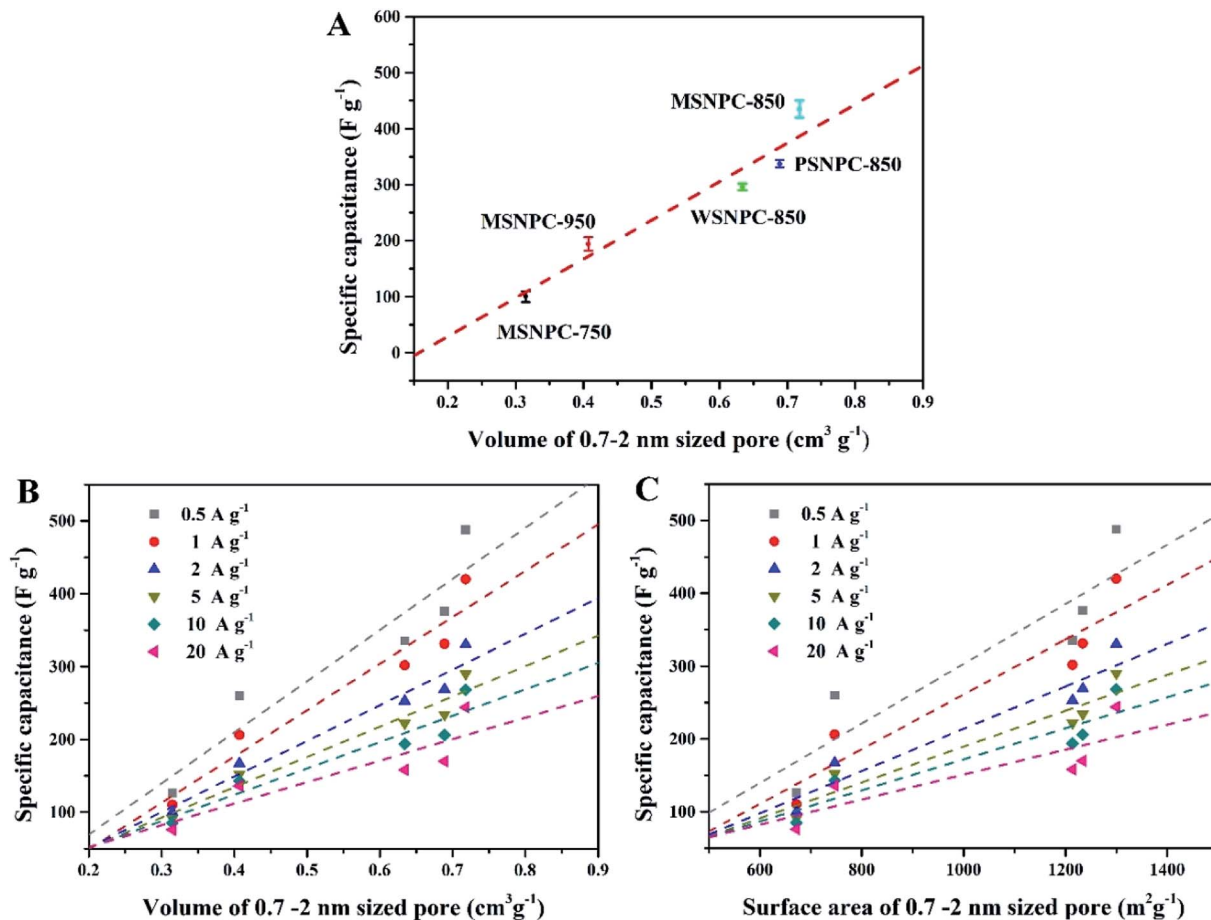 A
600
500
400
300
200
100
0
Specific capacitance (F g⁻¹)
MSNPC-850
PSNPC-850
WSNPC-850
MSNPC-950
MSNPC-750
0.2 0.3 0.4 0.5 0.6 0.7 0.8 0.9
Volume of 0.7-2 nm sized pore (cm³ g⁻¹)
B
500
400
300
200
100
Specific capacitance (F g⁻¹)
0.5 A g⁻¹
1 A g⁻¹
2 A g⁻¹
5 A g⁻¹
10 A g⁻¹
20 A g⁻¹
0.2 0.3 0.4 0.5 0.6 0.7 0.8 0.9
Volume of 0.7 -2 nm sized pore (cm³g⁻¹)
C
500
400
300
200
100
Specific capacitance (F g⁻¹)
0.5 A g⁻¹
1 A g⁻¹
2 A g⁻¹
5 A g⁻¹
10 A g⁻¹
20 A g⁻¹
600 800 1000 1200 1400
Surface area of 0.7 -2 nm sized pore (m²g⁻¹)